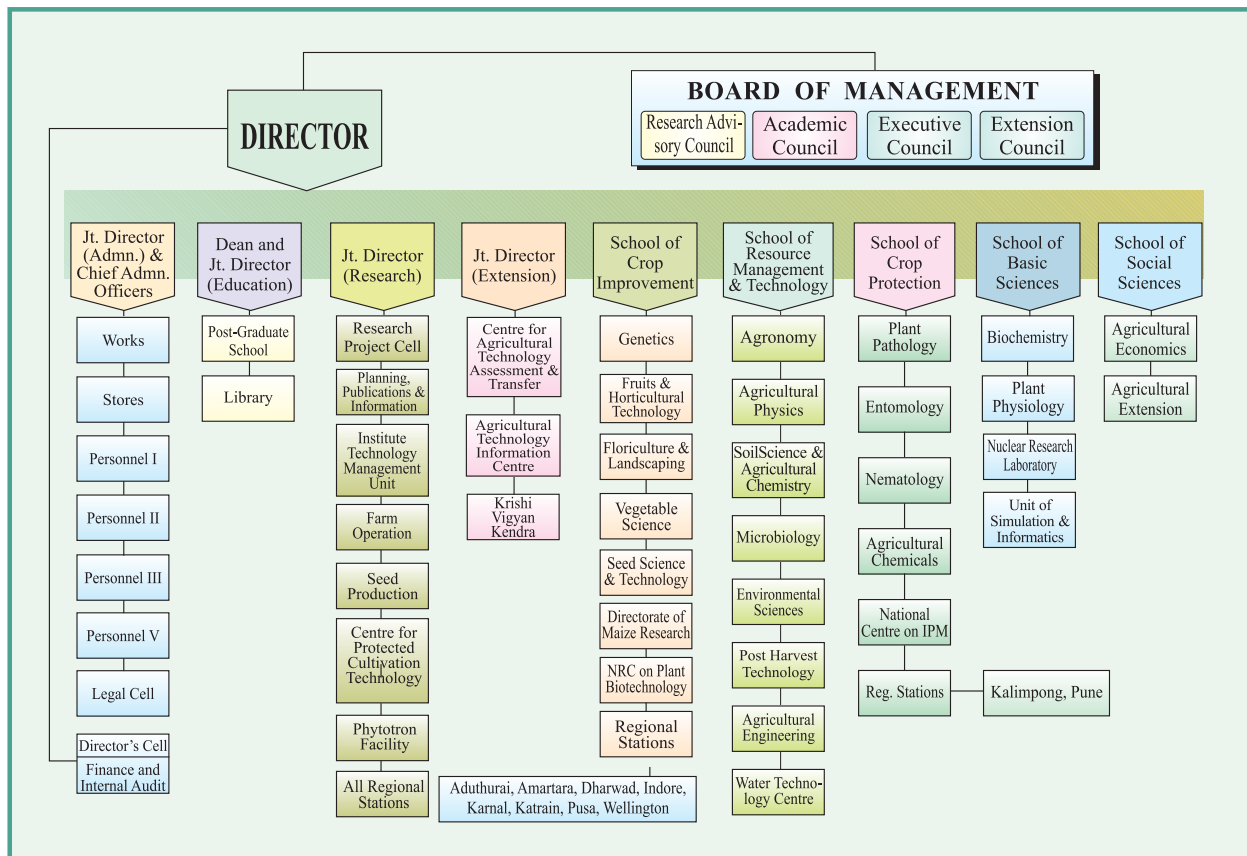 BOARD OF MANAGEMENT
Research Advi-
sory Council
Academic
Council
Executive
Council
Extension
Council
DIRECTOR
Jt. Director
(Admn.) &
Chief Admn.
Officers
Works
Stores
Personnel I
Personnel II
Personnel III
Personnel V
Legal Cell
Director's Cell
Finance and
Internal Audit
Dean and
Jt. Director
(Education)
Post-Graduate
School
Library
Jt. Director
(Research)
Research
Project Cell
Planning,
Publications &
Information
Institute
Technology
Management
Unit
Farm
Operation
Seed
Production
Centre for
Protected
Cultivation
Technology
Phytotron
Facility
All Regional
Stations
Jt. Director
(Extension)
Centre for
Agricultural
Technology
Assessment &
Transfer
Agricultural
Technology
Information
Centre
Krishi
Vigyan
Kendra
School of
Crop
Improvement
Genetics
Fruits &
Horticultural
Technology
Floriculture &
Landscaping
Vegetable
Science
Seed Science
& Technology
Directorate of
Maize Research
NRC on Plant
Biotechnology
Regional
Stations
Aduthurai, Amartara, Dharwad, Indore,
Karnal, Katrain, Pusa, Wellington
School of
Resource
Management
& Technology
Agronomy
Agricultural
Physics
SoilScience &
Agricultural
Chemistry
Microbiology
Environmental
Sciences
Post Harvest
Technology
Agricultural
Engineering
Water Techno-
logy Centre
School of
Crop
Protection
Plant
Pathology
Entomology
Nematology
Agricultural
Chemicals
National
Centre on IPM
Reg. Stations
Kalimpong, Pune
School of
Basic
Sciences
Biochemistry
Plant
Physiology
Nuclear Research
Laboratory
Unit of
Simulation &
Informatics
School of
Social
Sciences
Agricultural
Economics
Agricultural
Extension